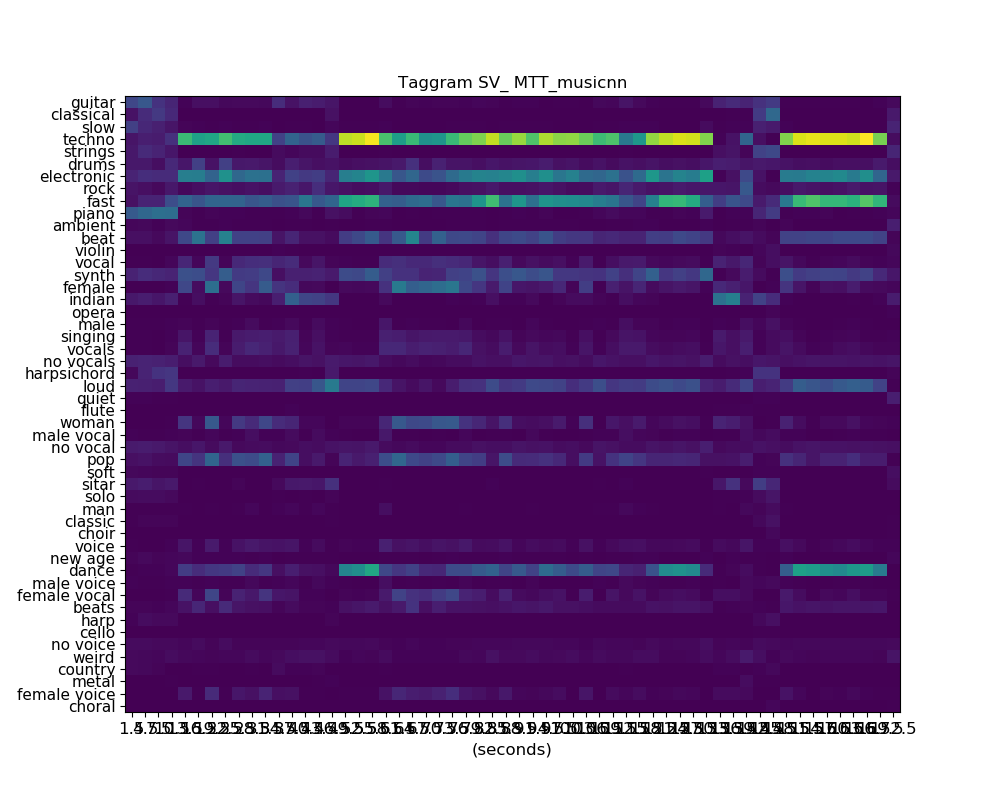 Taggram SV_ MTT_musicnn
guitar
classical
slow
techno
strings
drums
electronic
rock
fast
piano
ambient
beat
violin
vocal
synth
female
indian
opera
male
singing
vocals
no vocals
harpsichord
loud
quiet
flute
woman
male vocal
no vocal
pop
soft
sitar
solo
man
classic
choir
voice
new age
dance
male voice
female vocal
beats
harp
cello
no voice
weird
country
metal
female voice
choral
(seconds)